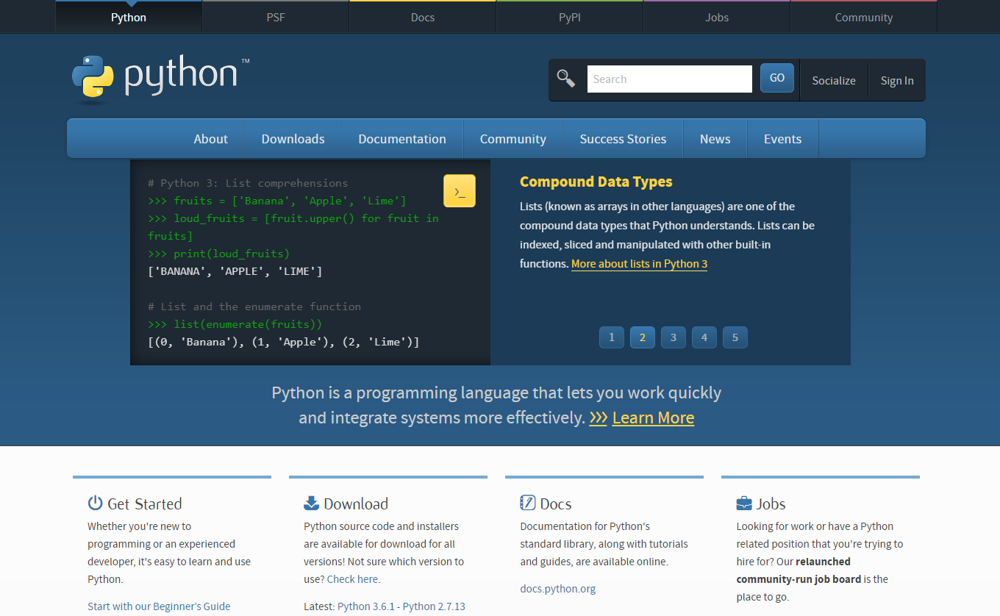 Python PSF Docs PyPI Jobs Community
python™
Search GO Socialize Sign In
About Downloads Documentation Community Success Stories News Events
# Python 3: List comprehensions
>>> fruits = ['Banana', 'Apple', 'Lime']
>>> loud_fruits = [fruit.upper() for fruit in
fruits]
>>> print(loud_fruits)
['BANANA', 'APPLE', 'LIME']
# List and the enumerate function
>>> list(enumerate(fruits))
[(0, 'Banana'), (1, 'Apple'), (2, 'Lime')]
>_
Compound Data Types
Lists (known as arrays in other languages) are one of the
compound data types that Python understands. Lists can be
indexed, sliced and manipulated with other built-in
functions. More about lists in Python 3
1 2 3 4 5
Python is a programming language that lets you work quickly
and integrate systems more effectively. >>> Learn More
Get Started
Whether you're new to
programming or an experienced
developer, it's easy to learn and use
Python.
Start with our Beginner's Guide
Download
Python source code and installers
are available for download for all
versions! Not sure which version to
use? Check here.
Latest: Python 3.6.1 - Python 2.7.13
Docs
Documentation for Python's
standard library, along with tutorials
and guides, are available online.
docs.python.org
Jobs
Looking for work or have a Python
related position that you're trying to
hire for? Our relaunched
community-run job board is the
place to go.